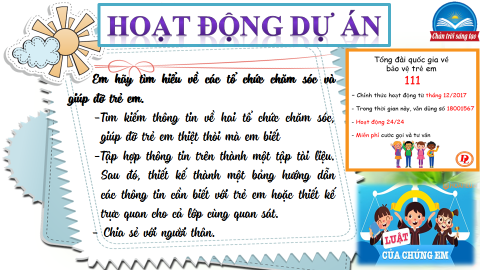 HOẠT ĐỘNG DỰ ÁN
Chân trời sáng tạo
Em hãy tìm hiểu về các tổ chức chăm sóc và
giúp đỡ trẻ em.
-Tìm kiếm thông tin về hai tổ chức chăm sóc,
giúp đỡ trẻ em thiệt thòi mà em biết
-Tập hợp thông tin trên thành một tập tài liệu.
Sau đó, thiết kế thành một bảng hướng dẫn
các thông tin cần biết với trẻ em hoặc thiết kế
trực quan cho cả lớp cùng quan sát.
- Chia sẻ với người thân.
Tổng đài quốc gia về
bảo vệ trẻ em
111
- Chính thức hoạt động từ tháng 12/2017
- Trong thời gian này, vẫn dùng số 18001567
- Hoạt động 24/24
- Miễn phí cước gọi và tư vấn
LUẬT
CỦA CHÚNG EM